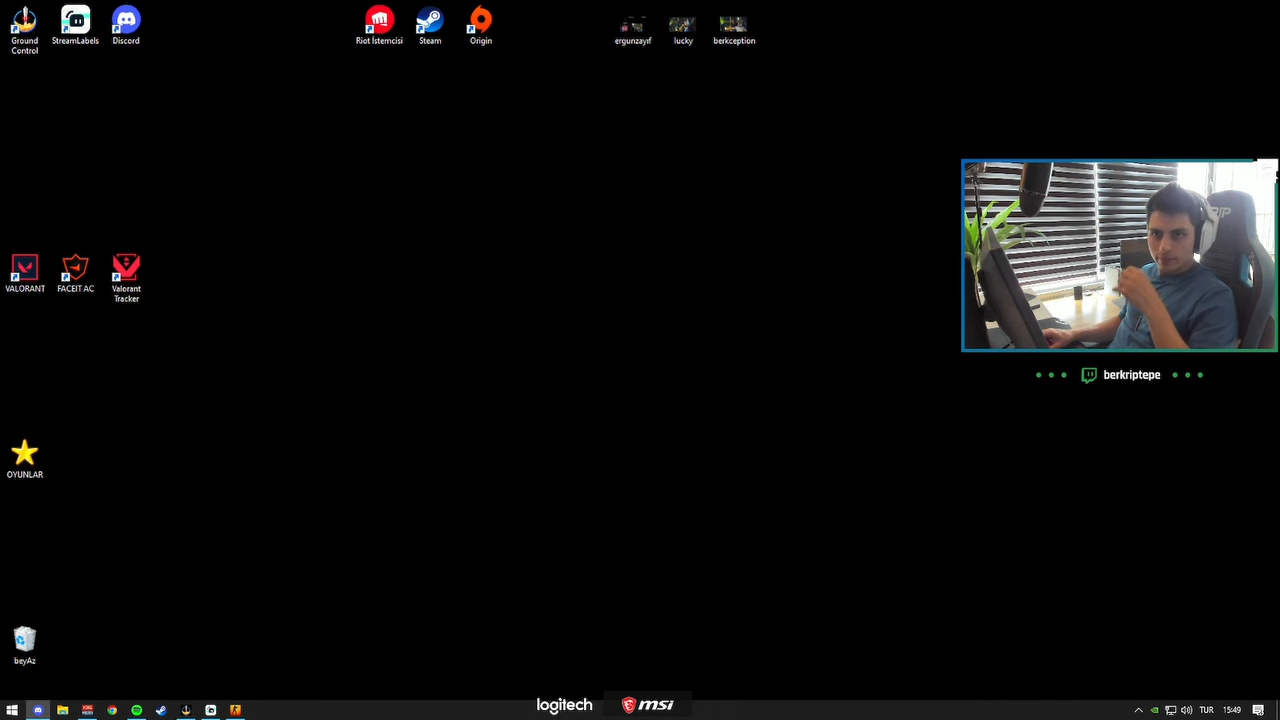 Ground
Control
StreamLabels
Discord
Riot İstemcisi
Steam
Origin
ergunzayıf
lucky
berkception
VALORANT
FACEIT AC
Valorant
Tracker
berkriptepe
OYUNLAR
beyAz
logitech
msi
TUR
15:49